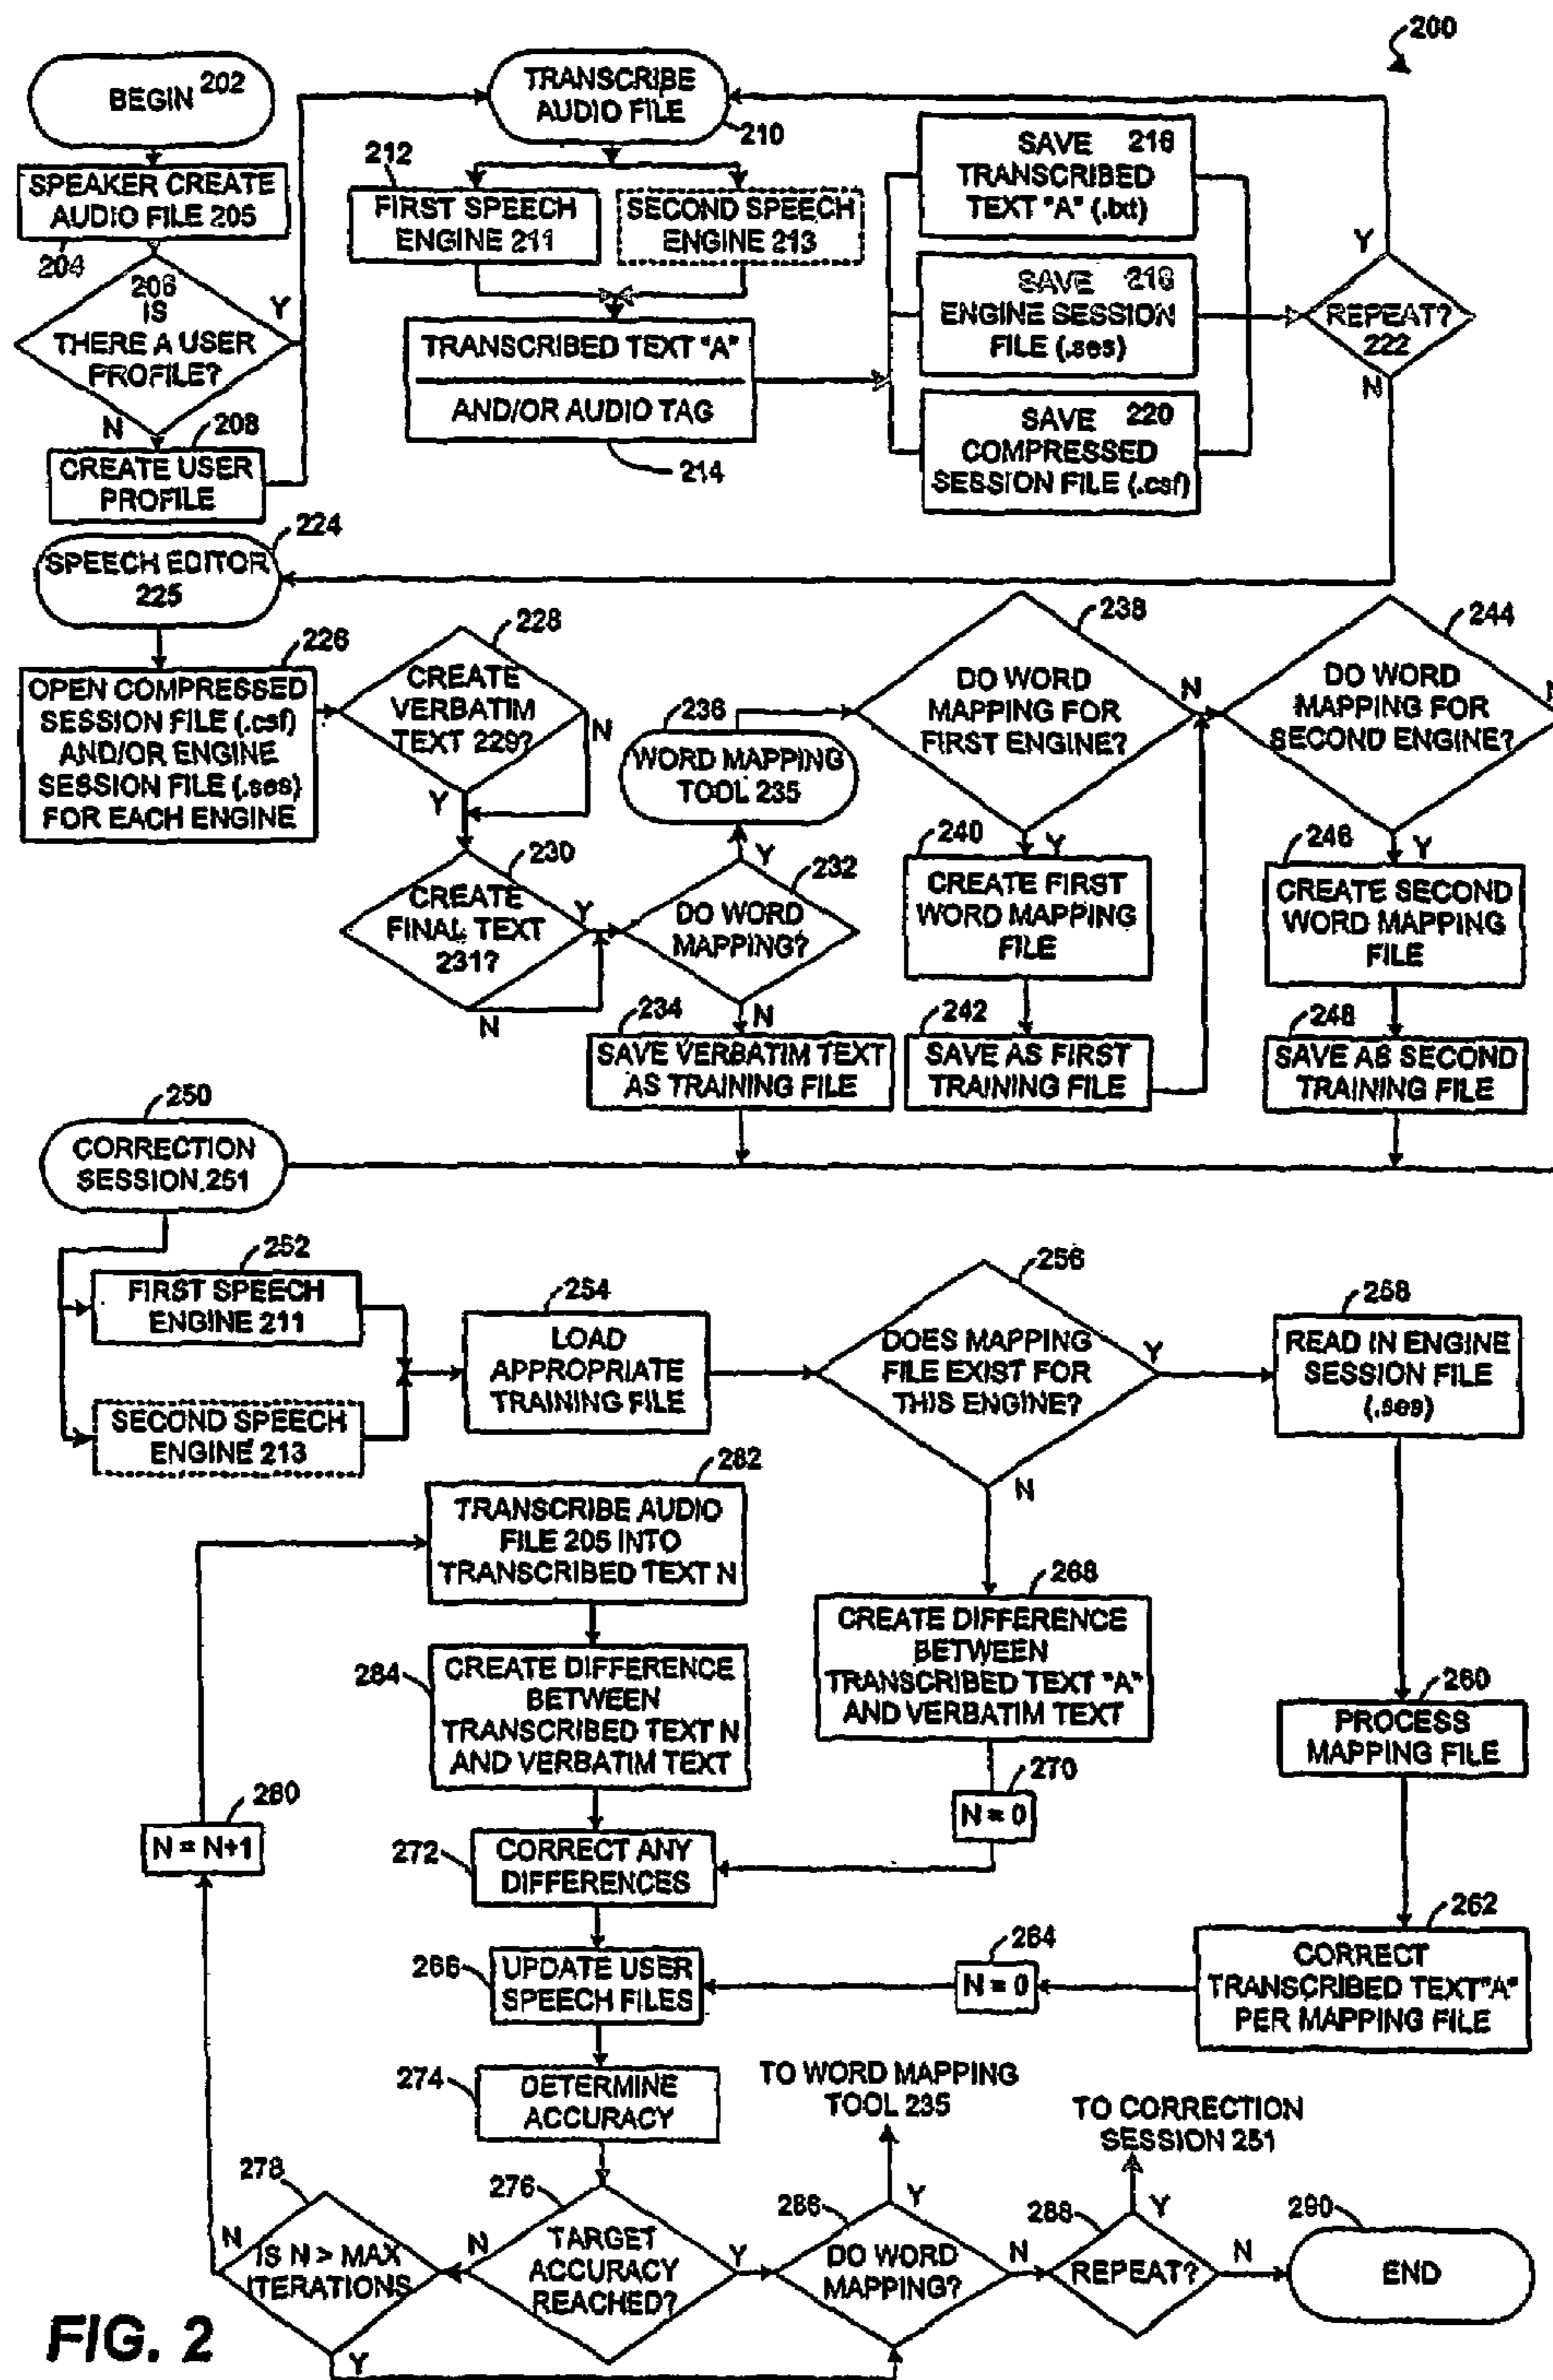 200
BEGIN 202
SPEAKER CREATE
AUDIO FILE 205
204
206
IS
THERE A USER
PROFILE?
Y
N
208
CREATE USER
PROFILE
TRANSCRIBE
AUDIO FILE
210
212
FIRST SPEECH
ENGINE 211
SECOND SPEECH
ENGINE 213
TRANSCRIBED TEXT "A"
AND/OR AUDIO TAG
214
SAVE 216
TRANSCRIBED
TEXT "A" (.txt)
SAVE 218
ENGINE SESSION
FILE (.ses)
SAVE 220
COMPRESSED
SESSION FILE (.csf)
Y
REPEAT?
222
N
224
SPEECH EDITOR
225
226
OPEN COMPRESSED
SESSION FILE (.csf)
AND/OR ENGINE
SESSION FILE (.ses)
FOR EACH ENGINE
228
CREATE
VERBATIM
TEXT 229?
N
Y
230
CREATE
FINAL TEXT
231?
Y
N
232
DO WORD
MAPPING?
Y
N
234
SAVE VERBATIM TEXT
AS TRAINING FILE
236
WORD MAPPING
TOOL 235
238
DO WORD
MAPPING FOR
FIRST ENGINE?
N
Y
240
CREATE FIRST
WORD MAPPING
FILE
242
SAVE AS FIRST
TRAINING FILE
244
DO WORD
MAPPING FOR
SECOND ENGINE?
N
Y
246
CREATE SECOND
WORD MAPPING
FILE
248
SAVE AS SECOND
TRAINING FILE
250
CORRECTION
SESSION 251
252
FIRST SPEECH
ENGINE 211
SECOND SPEECH
ENGINE 213
254
LOAD
APPROPRIATE
TRAINING FILE
256
DOES MAPPING
FILE EXIST FOR
THIS ENGINE?
Y
N
258
READ IN ENGINE
SESSION FILE
(.ses)
260
PROCESS
MAPPING FILE
262
CORRECT
TRANSCRIBED TEXT "A"
PER MAPPING FILE
264
N = 0
268
CREATE DIFFERENCE
BETWEEN
TRANSCRIBED TEXT "A"
AND VERBATIM TEXT
270
N = 0
282
TRANSCRIBE AUDIO
FILE 205 INTO
TRANSCRIBED TEXT N
284
CREATE DIFFERENCE
BETWEEN
TRANSCRIBED TEXT N
AND VERBATIM TEXT
280
N = N+1
272
CORRECT ANY
DIFFERENCES
266
UPDATE USER
SPEECH FILES
274
DETERMINE
ACCURACY
276
TARGET
ACCURACY
REACHED?
N
Y
278
IS N > MAX
ITERATIONS
N
Y
TO WORD MAPPING
TOOL 235
286
DO WORD
MAPPING?
Y
N
TO CORRECTION
SESSION 251
288
REPEAT?
Y
N
290
END
FIG. 2